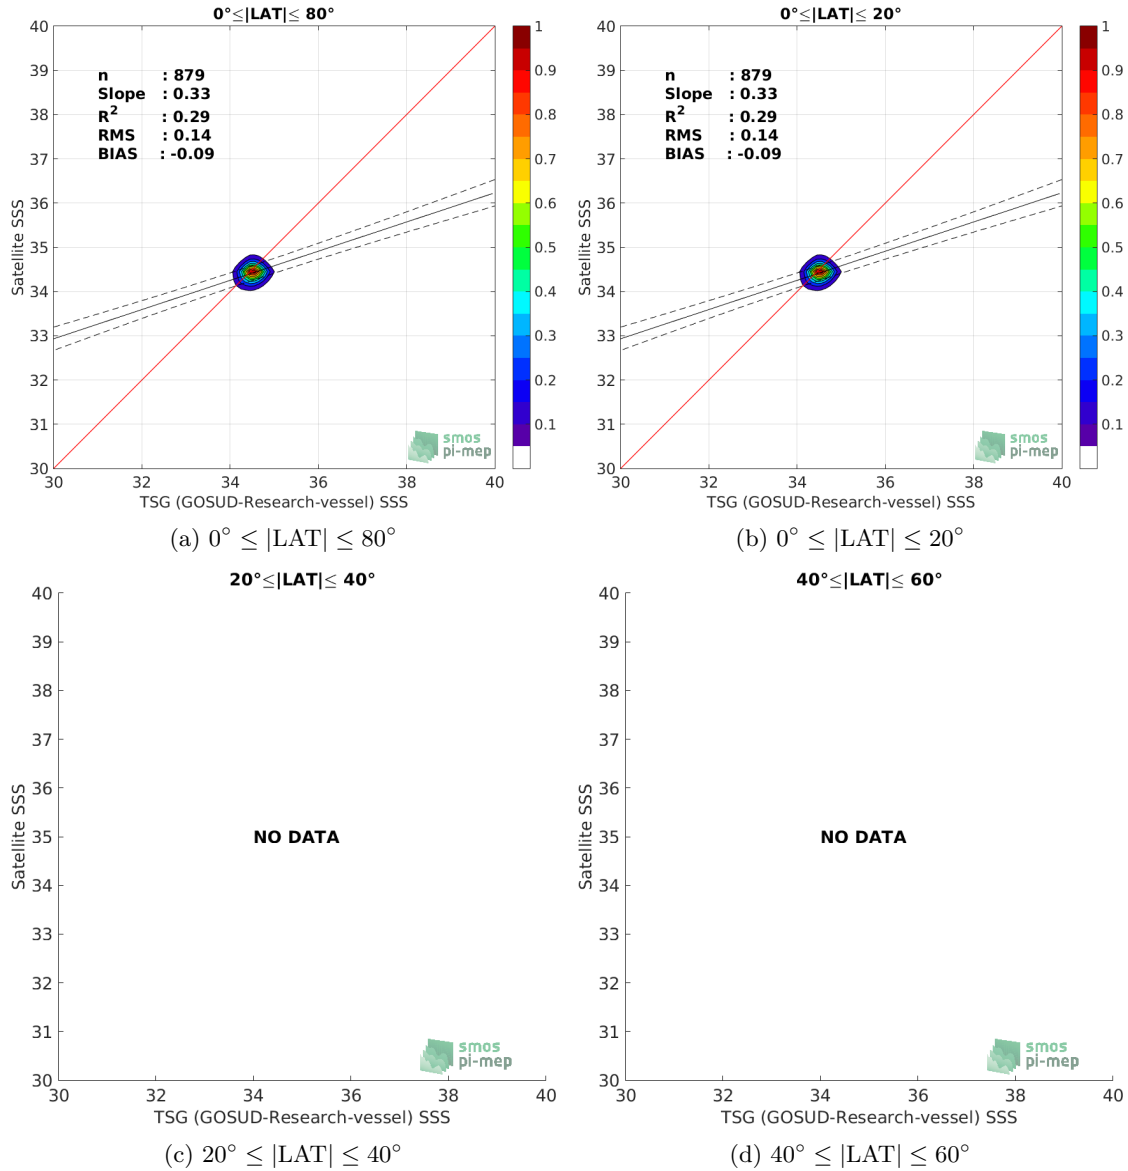 0°≤|LAT|≤ 80°
40
39
38
37
36
35
34
33
32
31
30
Satellite SSS
n : 879
Slope : 0.33
R² : 0.29
RMS : 0.14
BIAS : -0.09
smos
pi-mep
30 32 34 36 38 40
TSG (GOSUD-Research-vessel) SSS
1
0.9
0.8
0.7
0.6
0.5
0.4
0.3
0.2
0.1
(a) 0° ≤ |LAT| ≤ 80°
0°≤|LAT|≤ 20°
40
39
38
37
36
35
34
33
32
31
30
Satellite SSS
n : 879
Slope : 0.33
R² : 0.29
RMS : 0.14
BIAS : -0.09
smos
pi-mep
30 32 34 36 38 40
TSG (GOSUD-Research-vessel) SSS
1
0.9
0.8
0.7
0.6
0.5
0.4
0.3
0.2
0.1
(b) 0° ≤ |LAT| ≤ 20°
20°≤|LAT|≤ 40°
40
39
38
37
36
35
34
33
32
31
30
Satellite SSS
NO DATA
smos
pi-mep
30 32 34 36 38 40
TSG (GOSUD-Research-vessel) SSS
(c) 20° ≤ |LAT| ≤ 40°
40°≤|LAT|≤ 60°
40
39
38
37
36
35
34
33
32
31
30
Satellite SSS
NO DATA
smos
pi-mep
30 32 34 36 38 40
TSG (GOSUD-Research-vessel) SSS
(d) 40° ≤ |LAT| ≤ 60°